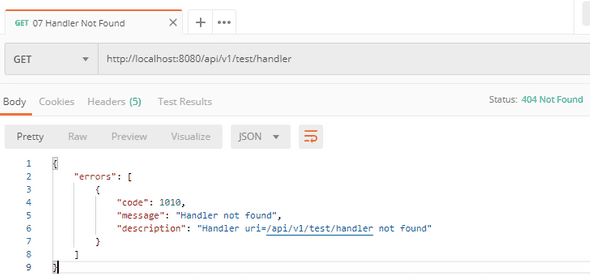 GET 07 Handler Not Found
GET http://localhost:8080/api/v1/test/handler
Body Cookies Headers (5) Test Results Status: 404 Not Found
Pretty Raw Preview Visualize JSON
1 {
2 "errors": [
3 {
4 "code": 1010,
5 "message": "Handler not found",
6 "description": "Handler uri=/api/v1/test/handler not found"
7 }
8 ]
9 }